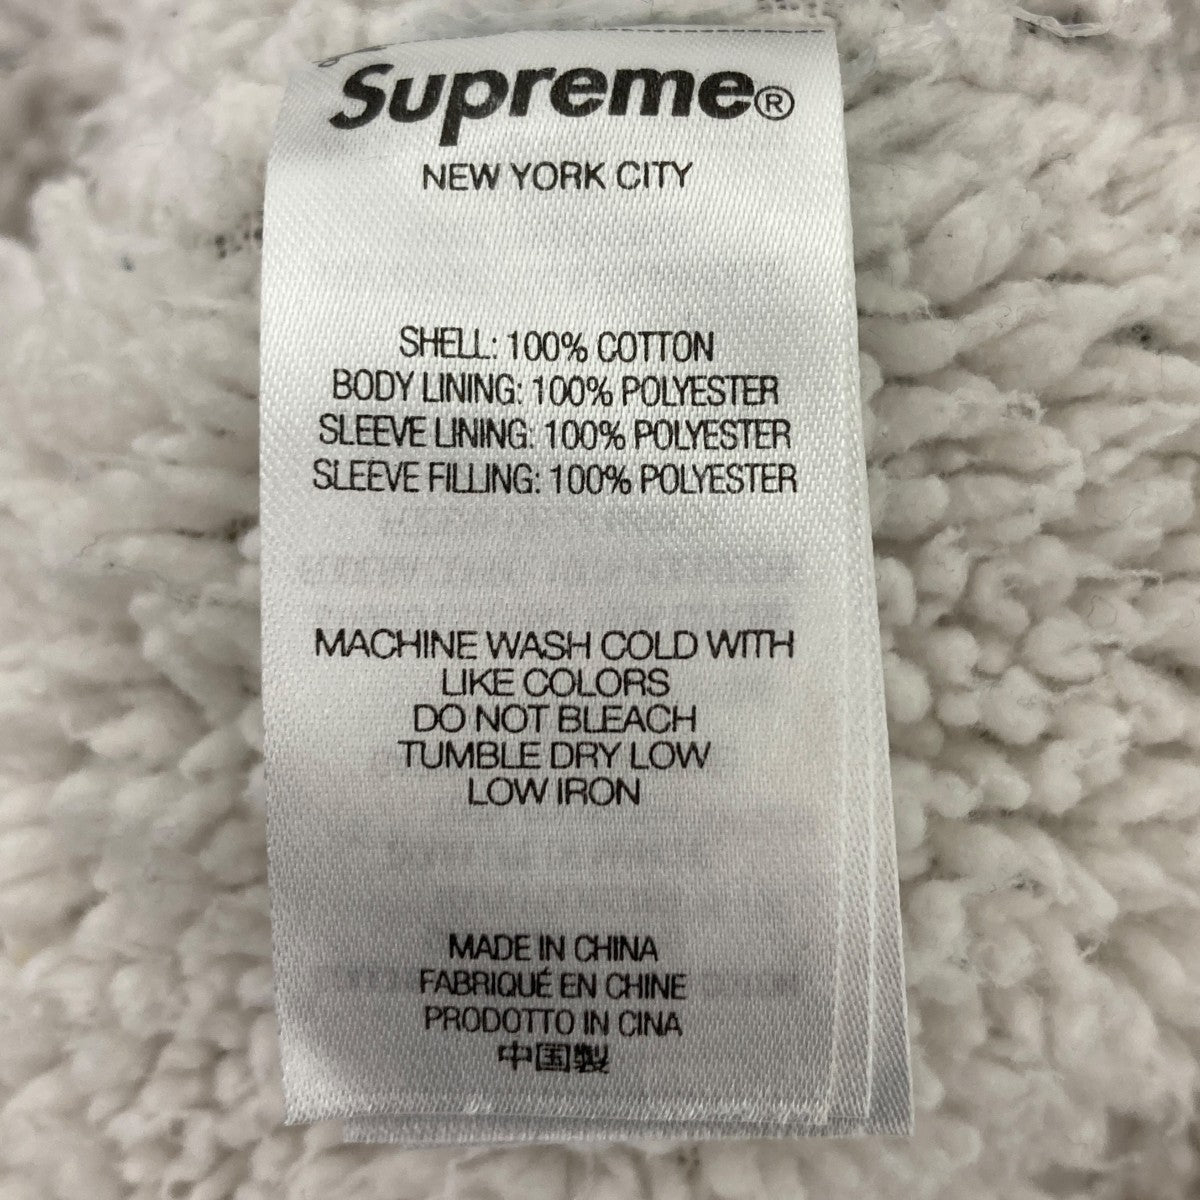 Supreme®
NEW YORK CITY
SHELL: 100% COTTON
BODY LINING: 100% POLYESTER
SLEEVE LINING: 100% POLYESTER
SLEEVE FILLING: 100% POLYESTER
MACHINE WASH COLD WITH
LIKE COLORS
DO NOT BLEACH
TUMBLE DRY LOW
LOW IRON
MADE IN CHINA
FABRIQUÉ EN CHINE
PRODOTTO IN CINA
中国製